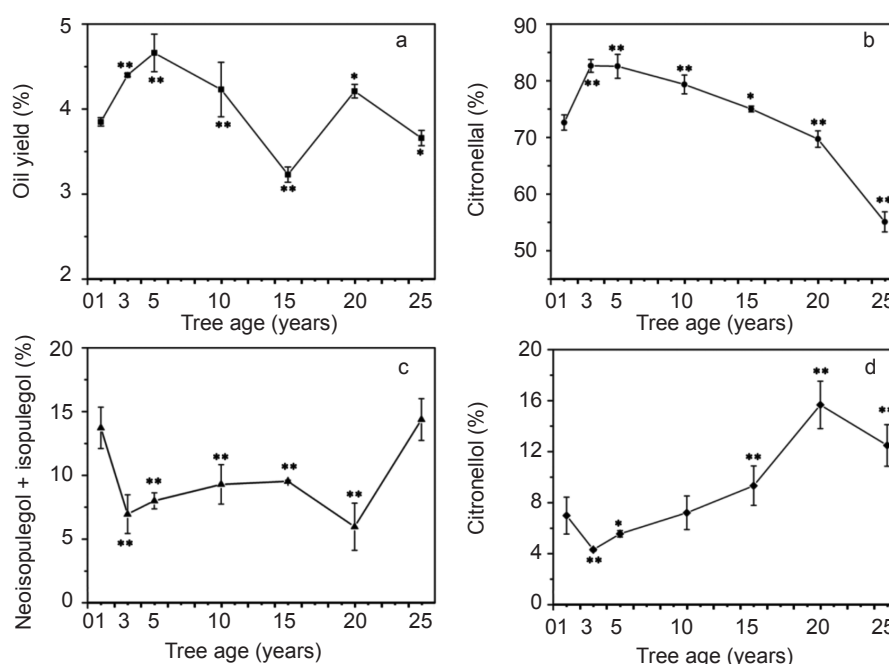 a
Oil yield (%)
5
**
**
4
**
*
3
**
*
2
01 3 5 10 15 20 25
Tree age (years)
b
Citronellal (%)
90
**
80
**
**
*
70
**
60
**
50
01 3 5 10 15 20 25
Tree age (years)
c
Neoisopulegol + isopulegol (%)
20
15
10
**
**
**
**
5
**
0
01 3 5 10 15 20 25
Tree age (years)
d
Citronellol (%)
16
**
12
**
**
8
*
4
**
0
01 3 5 10 15 20 25
Tree age (years)